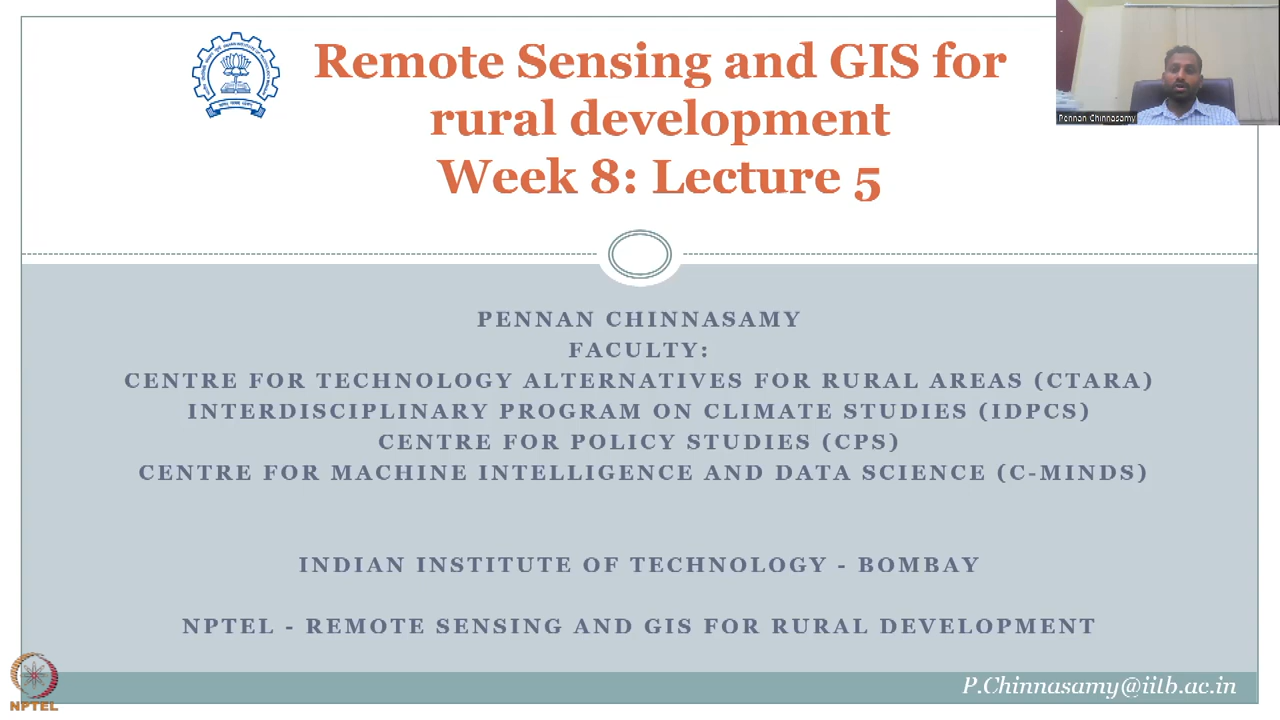 Remote Sensing and GIS for
rural development
Week 8: Lecture 5
Pennan Chinnasamy
PENNAN CHINNASAMY
FACULTY:
CENTRE FOR TECHNOLOGY ALTERNATIVES FOR RURAL AREAS (CTARA)
INTERDISCIPLINARY PROGRAM ON CLIMATE STUDIES (IDPCS)
CENTRE FOR POLICY STUDIES (CPS)
CENTRE FOR MACHINE INTELLIGENCE AND DATA SCIENCE (C-MINDS)
INDIAN INSTITUTE OF TECHNOLOGY - BOMBAY
NPTEL - REMOTE SENSING AND GIS FOR RURAL DEVELOPMENT
P.Chinnasamy@iitb.ac.in
NPTEL